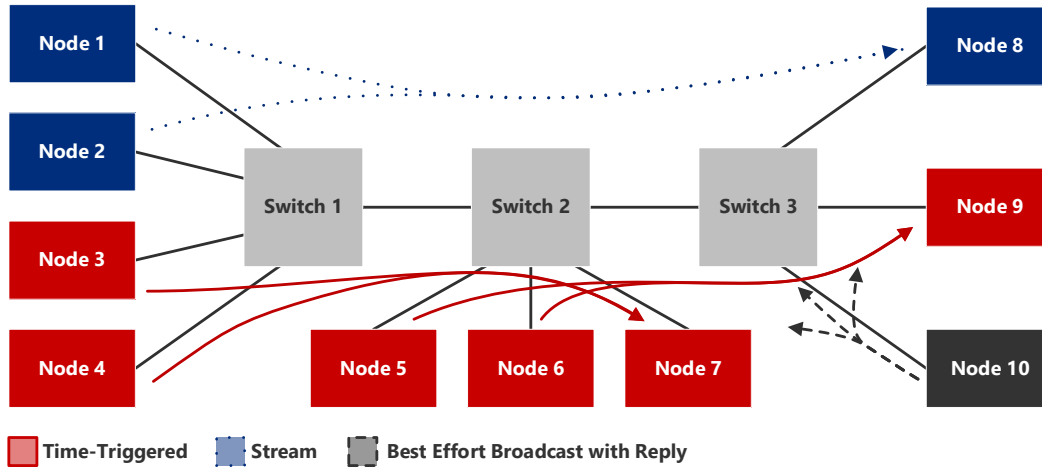 Node 1
Node 8
Node 2
Switch 1
Switch 2
Switch 3
Node 9
Node 3
Node 4
Node 5
Node 6
Node 7
Node 10
Time-Triggered
Stream
Best Effort Broadcast with Reply